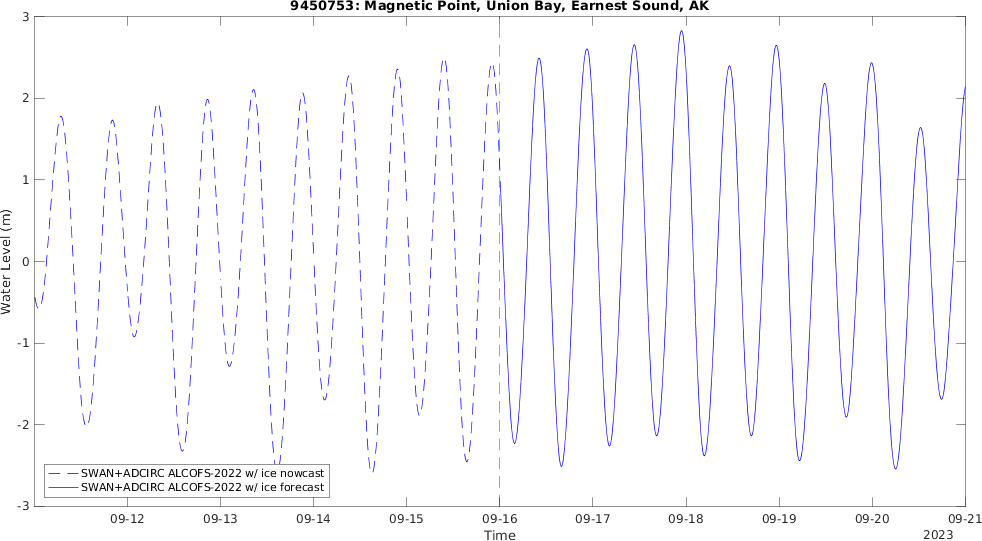 9450753: Magnetic Point, Union Bay, Earnest Sound, AK
3
2
1
0
-1
-2
-3
Water Level (m)
SWAN+ADCIRC ALCOFS-2022 w/ ice nowcast
SWAN+ADCIRC ALCOFS-2022 w/ ice forecast
09-12 09-13 09-14 09-15 09-16 09-17 09-18 09-19 09-20 09-21
Time
2023